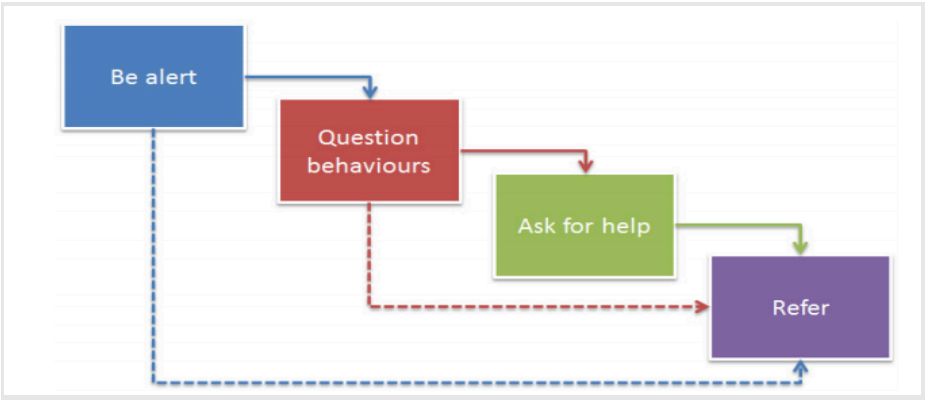 Be alert
Question
behaviours
Ask for help
Refer